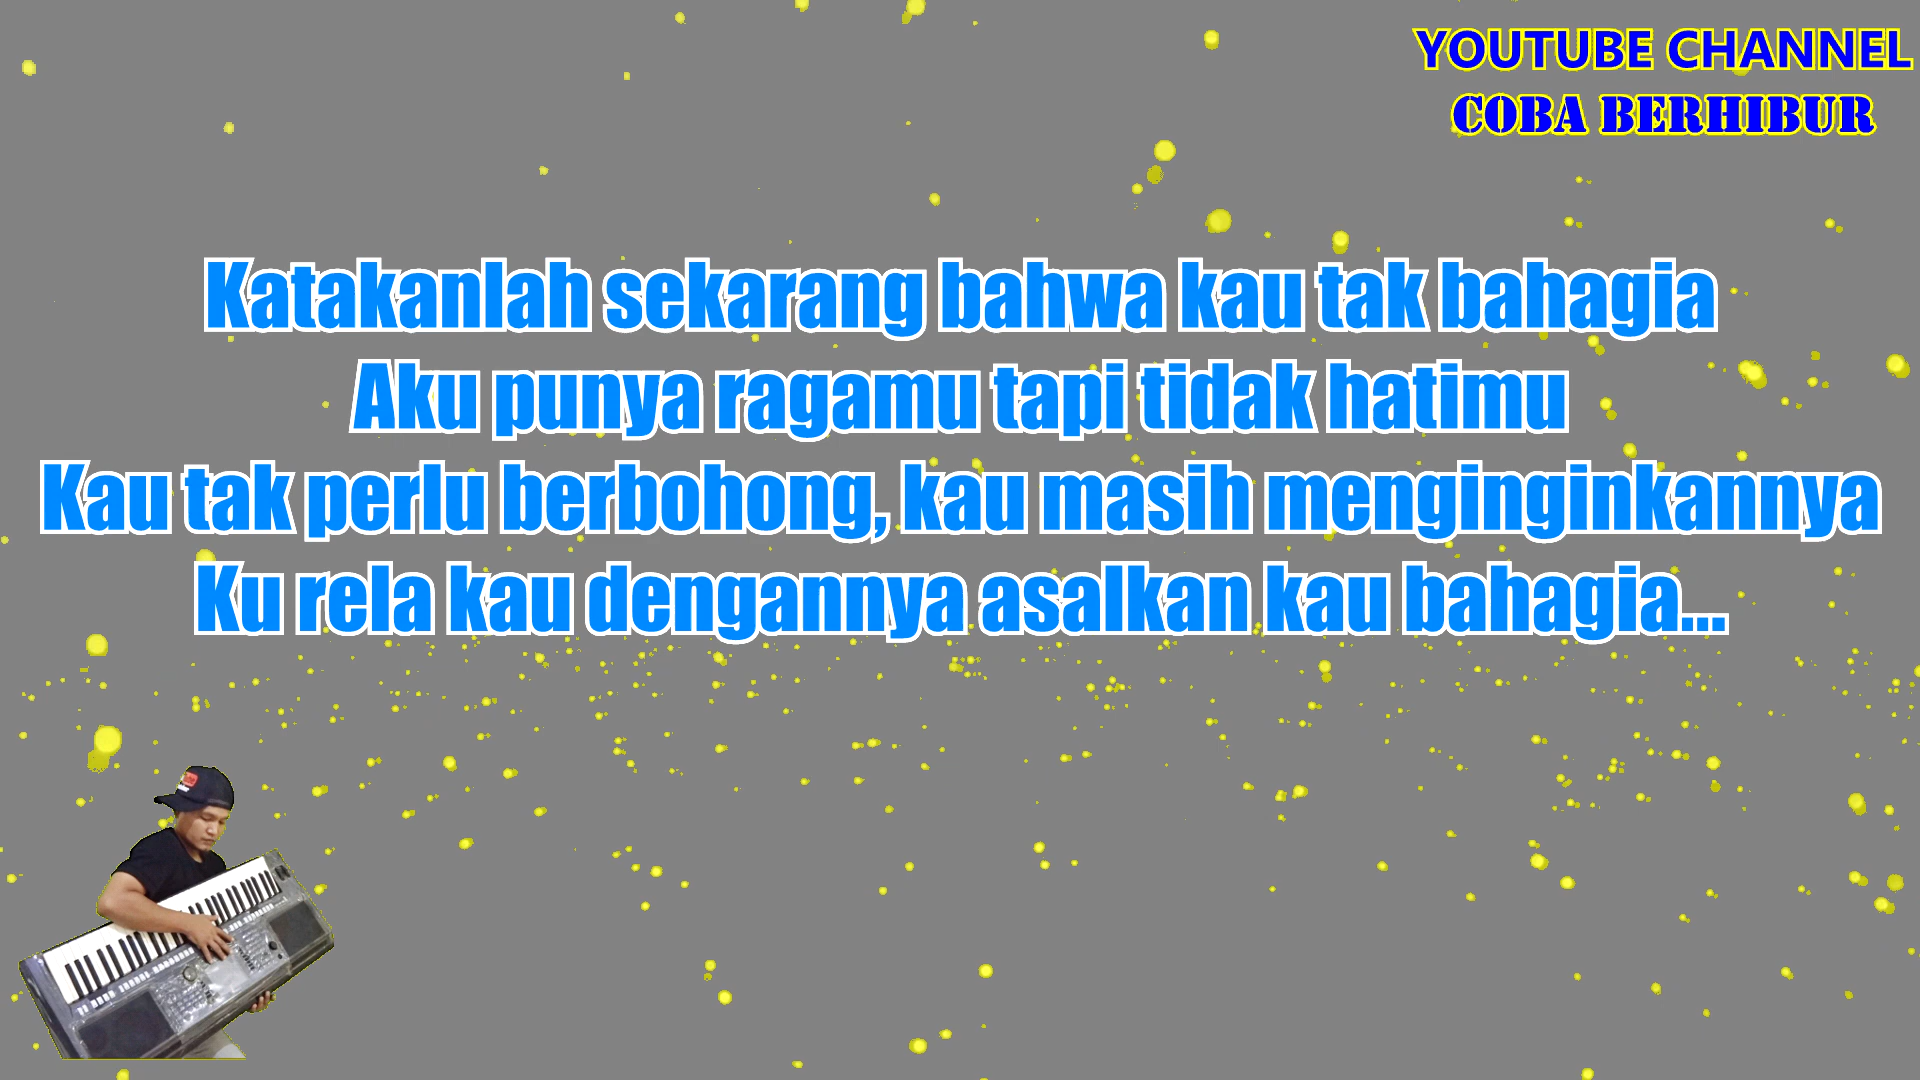 YOUTUBE CHANNEL
COBA BERHIBUR
Katakanlah sekarang bahwa kau tak bahagia
Aku punya ragamu tapi tidak hatimu
Kau tak perlu berbohong, kau masih menginginkannya
Ku rela kau dengannya asalkan kau bahagia...